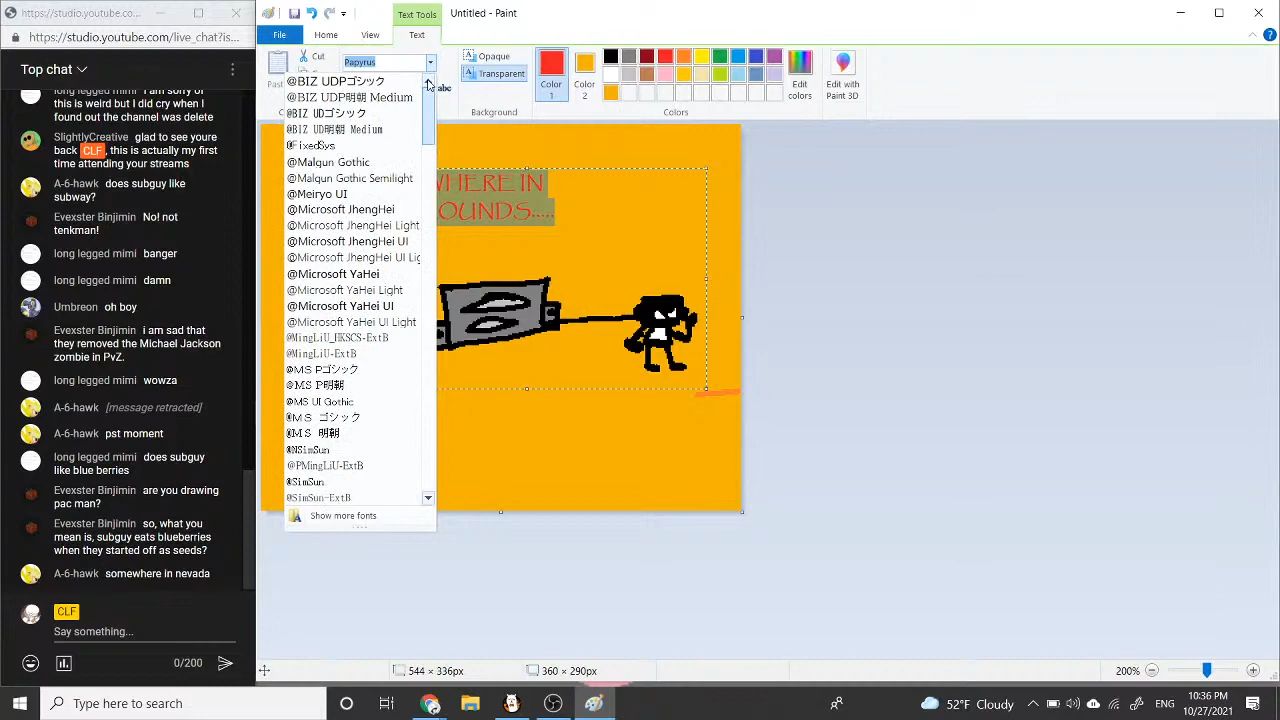 https://studio.youtube.com/...
https://studio.youtube.com/live_chat?is...
Top chat
this is weird but I did cry when I
found out the channel was delete
SlightlyCreative glad to see youre
back CLF, this is actually my first
time attending your streams
A-6-hawk does subguy like
subway?
Evexster Binjimin No! not
tenkman!
long legged mimi banger
long legged mimi damn
Umbreon oh boy
Evexster Binjimin i am sad that
they removed the Michael Jackson
zombie in PvZ.
long legged mimi wowza
A-6-hawk [message retracted]
A-6-hawk pst moment
long legged mimi does subguy
like blue berries
Evexster Binjimin are you drawing
pac man?
Evexster Binjimin so, what you
mean is, subguy eats blueberries
when they started off as seeds?
A-6-hawk somewhere in nevada
CLF
Say something...
0/200
Text Tools
Untitled - Paint
File
Home
View
Text
Cut
Past
Papyrus
abc
Opaque
Transparent
Background
Color
1
Color
2
Colors
Edit
colors
Edit with
Paint 3D
@BIZ UDPゴシック
@BIZ UDP明朝 Medium
@BIZ UDゴシック
@BIZ UD明朝 Medium
@FixedSys
@Malgun Gothic
@Malgun Gothic Semilight
@Meiryo UI
@Microsoft JhengHei
@Microsoft JhengHei Light
@Microsoft JhengHei UI
@Microsoft JhengHei UI Lig
@Microsoft YaHei
@Microsoft YaHei Light
@Microsoft YaHei UI
@Microsoft YaHei UI Light
@MingLiU_HKSCS-ExtB
@MingLiU-ExtB
@MS Pゴシック
@MS P明朝
@MS UI Gothic
@MS ゴシック
@MS 明朝
@NSimSun
@PMingLiU-ExtB
@SimSun
@SimSun-ExtB
Show more fonts
WHERE IN
OUNDS.....
544 × 336px
360 × 290px
200%
Type here to search
52°F Cloudy
ENG
10:36 PM
10/27/2021